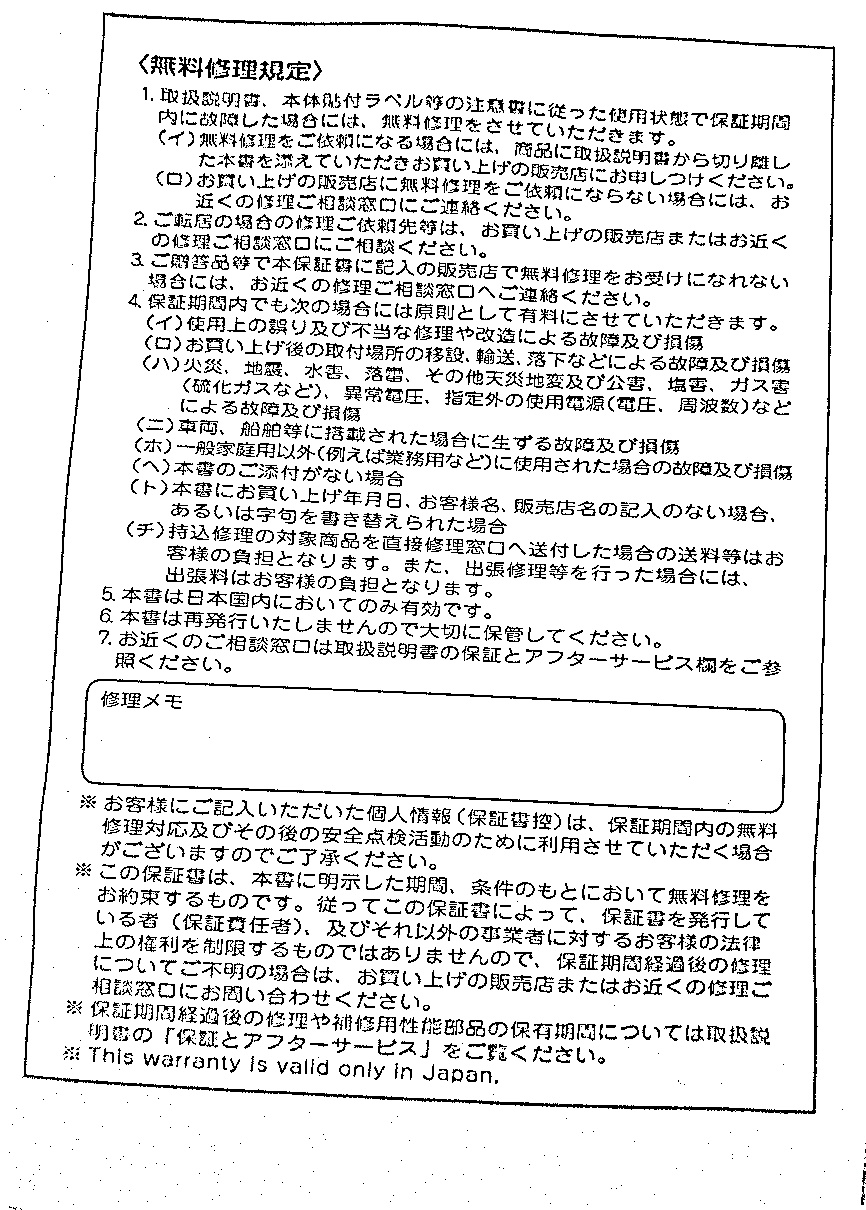 〈無料修理規定〉
1. 取扱説明書、本体貼付ラベル等の注意書に従った使用状態で保証期間
内に故障した場合には、無料修理をさせていただきます。
(イ)無料修理をご依頼になる場合には、商品に取扱説明書から切り離し
た本書を添えていただきお買い上げの販売店にお申しつけください。
(ロ)お買い上げの販売店に無料修理をご依頼にならない場合には、お
近くの修理ご相談窓口にご連絡ください。
2. ご転居の場合の修理ご依頼先等は、お買い上げの販売店またはお近く
の修理ご相談窓口にご相談ください。
3. ご贈答品等で本保証書に記入の販売店で無料修理をお受けになれない
場合には、お近くの修理ご相談窓口へご連絡ください。
4. 保証期間内でも次の場合には原則として有料にさせていただきます。
(イ)使用上の誤り及び不当な修理や改造による故障及び損傷
(ロ)お買い上げ後の取付場所の移設、輸送、落下などによる故障及び損傷
(ハ)火災、地震、水害、落雷、その他天災地変及び公害、塩害、ガス害
(硫化ガスなど)、異常電圧、指定外の使用電源(電圧、周波数)など
による故障及び損傷
(ニ)車両、船舶等に搭載された場合に生ずる故障及び損傷
(ホ)一般家庭用以外(例えば業務用など)に使用された場合の故障及び損傷
(ヘ)本書のご添付がない場合
(ト)本書にお買い上げ年月日、お客様名、販売店名の記入のない場合、
あるいは字句を書き替えられた場合
(チ)持込修理の対象商品を直接修理窓口へ送付した場合の送料等はお
客様の負担となります。また、出張修理等を行った場合には、
出張料はお客様の負担となります。
5. 本書は日本国内においてのみ有効です。
6. 本書は再発行いたしませんので大切に保管してください。
7. お近くのご相談窓口は取扱説明書の保証とアフターサービス欄をご参
照ください。
修理メモ
※ お客様にご記入いただいた個人情報(保証書控)は、保証期間内の無料
修理対応及びその後の安全点検活動のために利用させていただく場合
がございますのでご了承ください。
※ この保証書は、本書に明示した期間、条件のもとにおいて無料修理を
お約束するものです。従ってこの保証書によって、保証書を発行して
いる者(保証責任者)、及びそれ以外の事業者に対するお客様の法律
上の権利を制限するものではありませんので、保証期間経過後の修理
についてご不明の場合は、お買い上げの販売店またはお近くの修理ご
相談窓口にお問い合わせください。
※ 保証期間経過後の修理や補修用性能部品の保有期間については取扱説
明書の「保証とアフターサービス」をご覧ください。
※ This warranty is valid only in Japan.